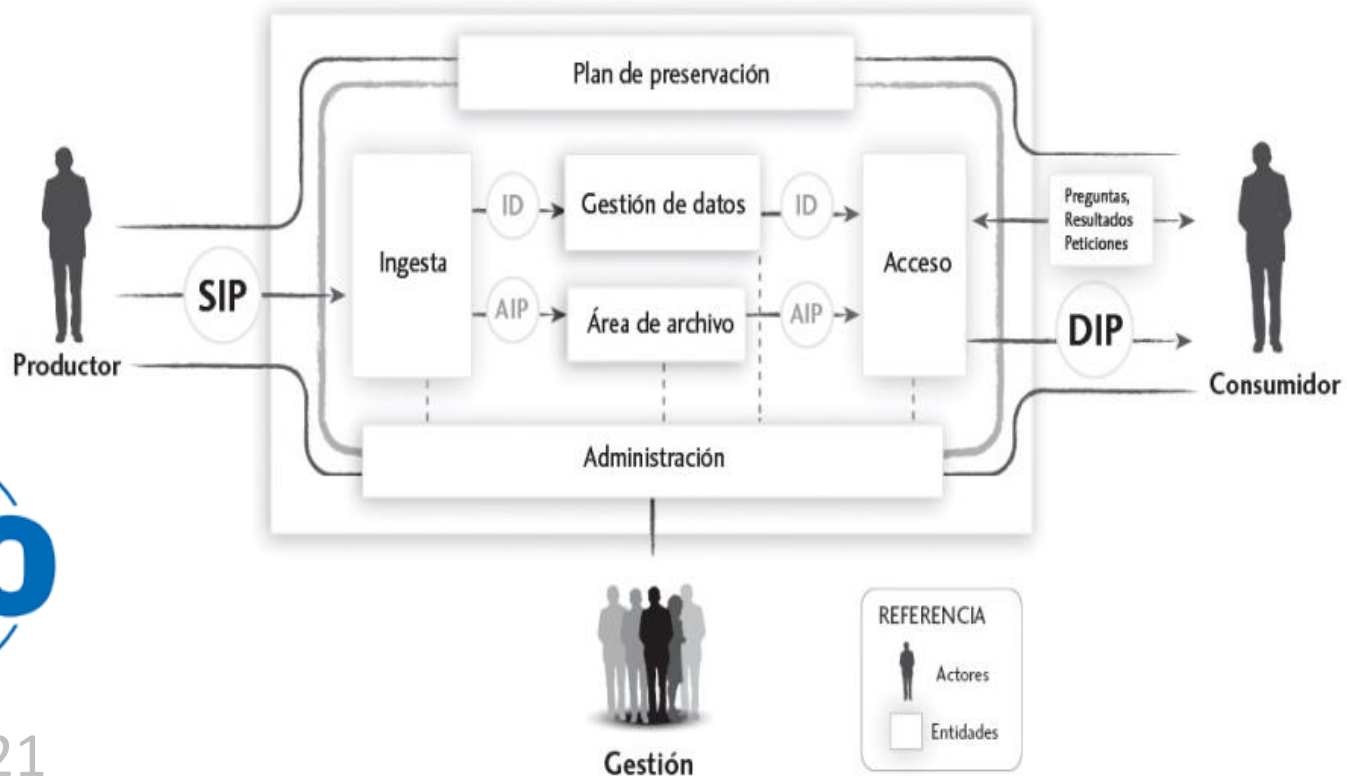 Plan de preservación
ID
Gestión de datos
ID
Preguntas,
Resultados
Peticiones
Ingesta
Acceso
SIP
AIP
Área de archivo
AIP
DIP
Productor
Consumidor
Administración
REFERENCIA
Actores
Entidades
Gestión
21